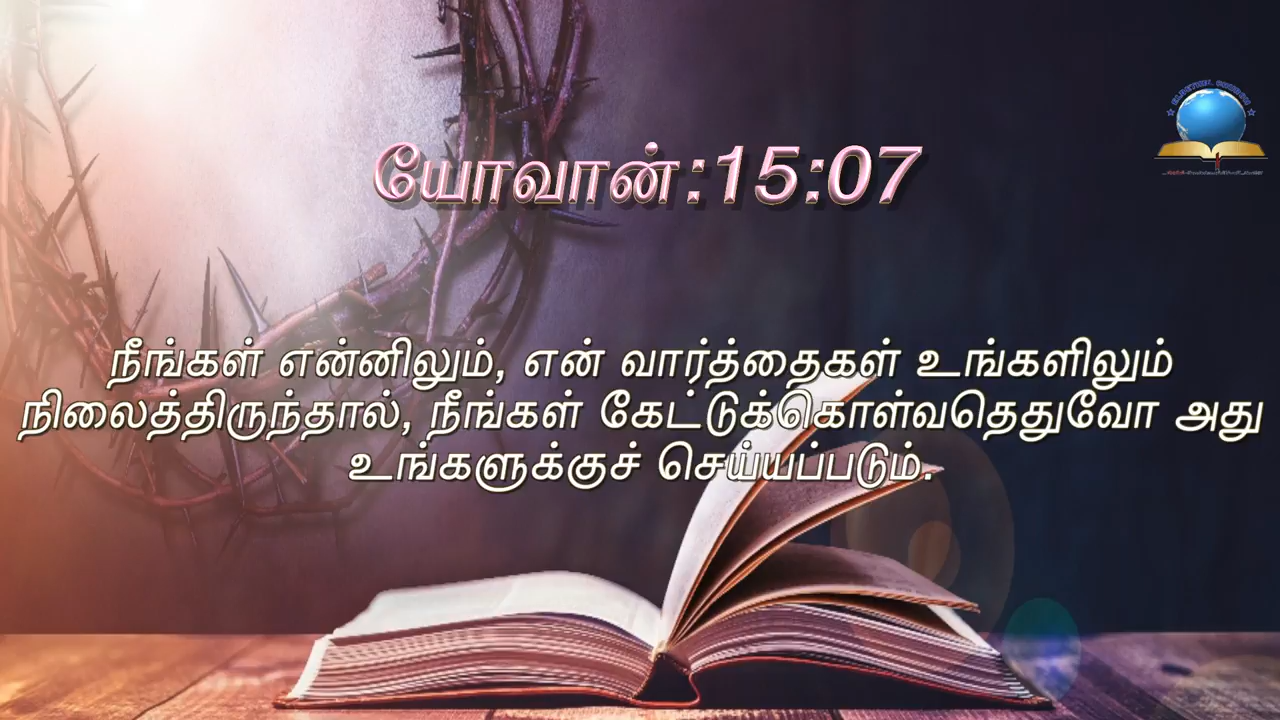 யோவான்:15:07
நீங்கள் என்னிலும், என் வார்த்தைகள் உங்களிலும்
நிலைத்திருந்தால், நீங்கள் கேட்டுக்கொள்வதெதுவோ அது
உங்களுக்குச் செய்யப்படும்.